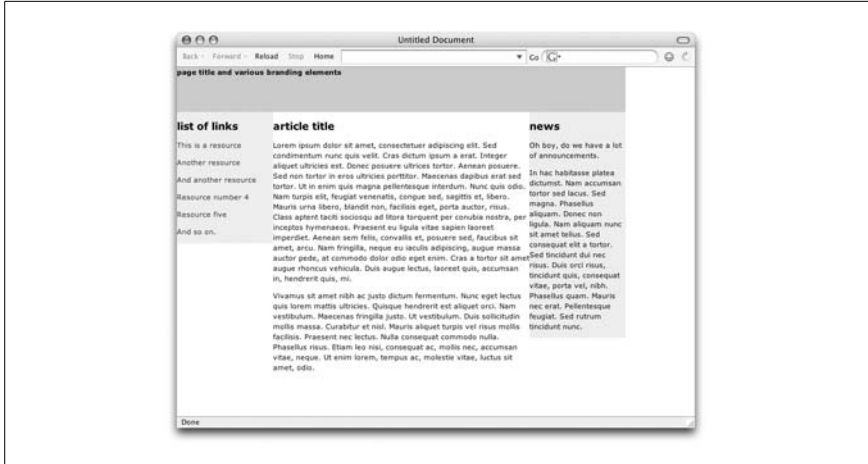 Untitled Document
Back Forward Reload Stop Home Go G
page title and various branding elements
list of links
This is a resource
Another resource
And another resource
Resource number 4
Resource five
And so on.
article title
Lorem ipsum dolor sit amet, consectetuer adipiscing elit. Sed
condimentum nunc quis velit. Cras dictum ipsum a erat. Integer
aliquet ultricies est. Donec posuere ultrices tortor. Aenean posuere.
Sed non tortor in eros ultricies porttitor. Maecenas dapibus erat sed
tortor. Ut in enim quis magna pellentesque interdum. Nunc quis odio.
Nam turpis elit, feugiat venenatis, congue sed, sagittis et, libero.
Mauris urna libero, blandit non, facilisis eget, porta auctor, risus.
Class aptent taciti sociosqu ad litora torquent per conubia nostra, per
inceptos hymenaeos. Praesent eu ligula vitae sapien laoreet
imperdiet. Aenean sem felis, convallis et, posuere sed, faucibus sit
amet, arcu. Nam fringilla, neque eu iaculis adipiscing, augue massa
auctor pede, at commodo dolor odio eget enim. Cras a tortor sit amet
augue rhoncus vehicula. Duis augue lectus, laoreet quis, accumsan
in, hendrerit quis, mi.
Vivamus sit amet nibh ac justo dictum fermentum. Nunc eget lectus
quis lorem mattis ultricies. Quisque hendrerit est aliquet orci. Nam
vestibulum. Maecenas fringilla justo. Ut vestibulum. Duis sollicitudin
mollis massa. Curabitur et nisl. Mauris aliquet turpis vel risus mollis
facilisis. Praesent nec lectus. Nulla consequat commodo nulla.
Phasellus risus. Etiam leo nisi, consequat ac, mollis nec, accumsan
vitae, neque. Ut enim lorem, tempus ac, molestie vitae, luctus sit
amet, odio.
news
Oh boy, do we have a lot
of announcements.
In hac habitasse platea
dictumst. Nam accumsan
tortor sed lacus. Sed
magna. Phasellus
aliquam. Donec non
ligula. Nam aliquam nunc
sit amet tellus. Sed
consequat elit a tortor.
Sed tincidunt dui nec
risus. Duis orci risus,
tincidunt quis, consequat
vitae, porta vel, nibh.
Phasellus quam. Mauris
nec erat. Pellentesque
feugiat. Sed rutrum
tincidunt nunc.
Done